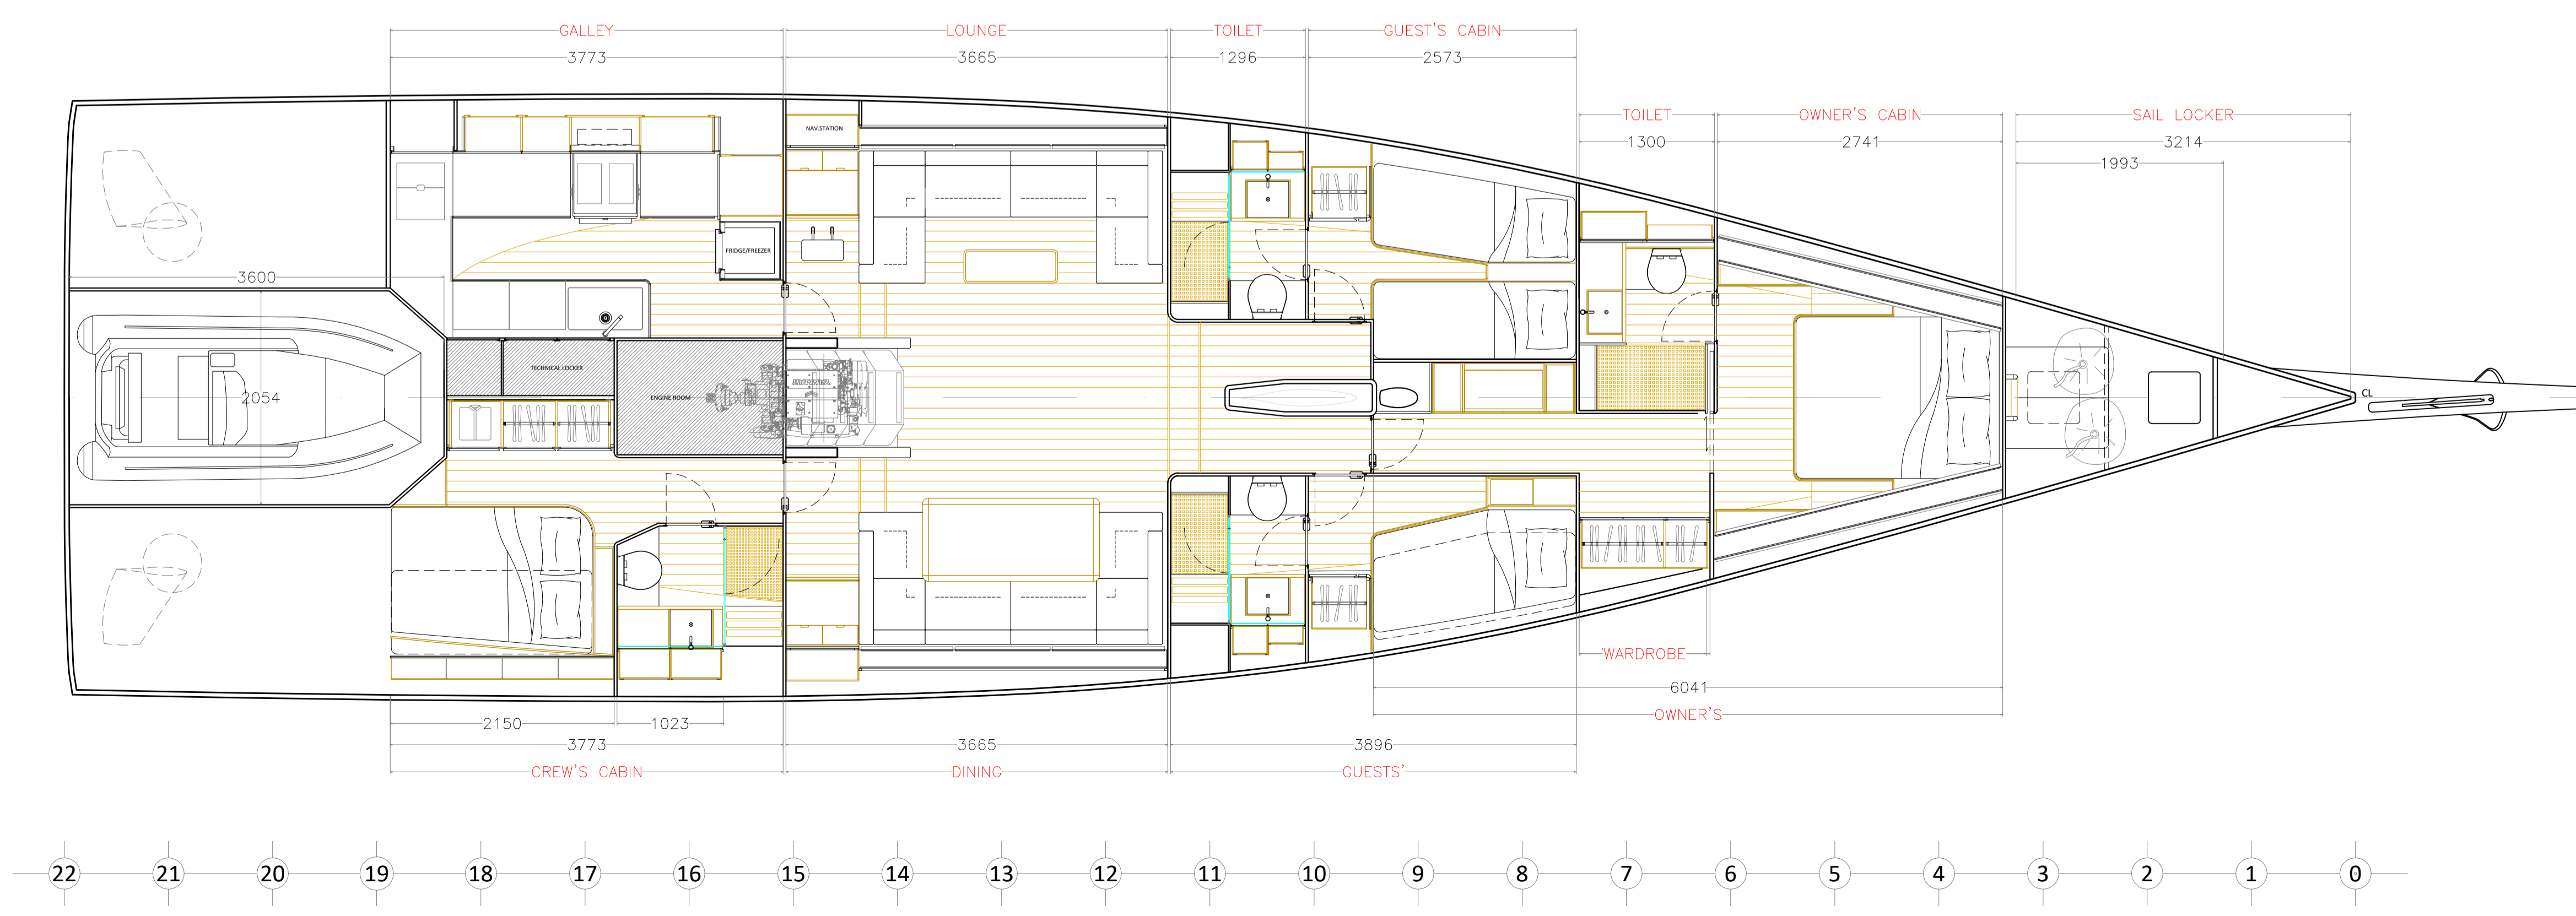 GALLEY LOUNGE TOILET GUEST'S CABIN
3773 3665 1296 2573
TOILET OWNER'S CABIN SAIL LOCKER
NAV.STATION
1300 2741 3214
1993
FRIDGE/FREEZER
3600
TECHNICAL LOCKER
2054 ENGINE ROOM YANMAR CL
WARDROBE
6041
OWNER'S
2150 1023
3773 3665 3896
CREW'S CABIN DINING GUESTS'
22 21 20 19 18 17 16 15 14 13 12 11 10 9 8 7 6 5 4 3 2 1 0